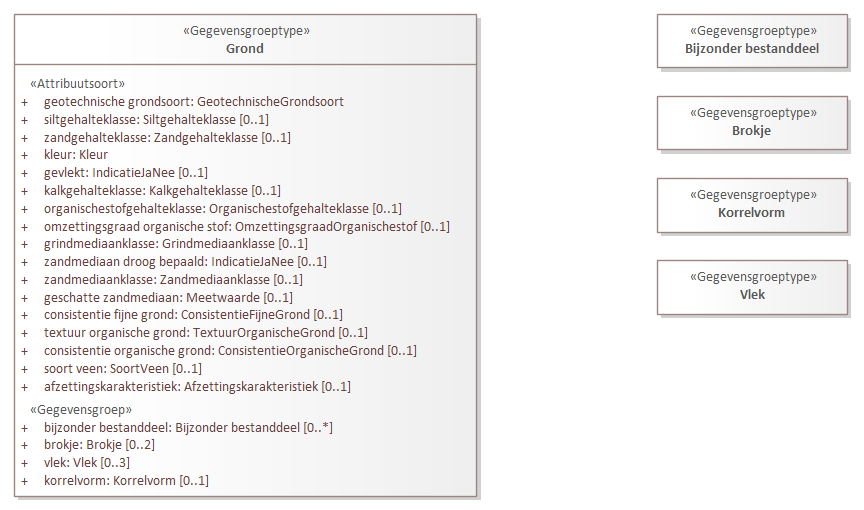 «Gegevensgroeptype»
Grond
«Attribuutsoort»
+ geotechnische grondsoort: GeotechnischeGrondsoort
+ siltgehalteklasse: Siltgehalteklasse [0..1]
+ zandgehalteklasse: Zandgehalteklasse [0..1]
+ kleur: Kleur
+ gevlekt: IndicatieJaNee [0..1]
+ kalkgehalteklasse: Kalkgehalteklasse [0..1]
+ organischestofgehalteklasse: Organischestofgehalteklasse [0..1]
+ omzettingsgraad organische stof: OmzettingsgraadOrganischestof [0..1]
+ grindmediaanklasse: Grindmediaanklasse [0..1]
+ zandmediaan droog bepaald: IndicatieJaNee [0..1]
+ zandmediaanklasse: Zandmediaanklasse [0..1]
+ geschatte zandmediaan: Meetwaarde [0..1]
+ consistentie fijne grond: ConsistentieFijneGrond [0..1]
+ textuur organische grond: TextuurOrganischeGrond [0..1]
+ consistentie organische grond: ConsistentieOrganischeGrond [0..1]
+ soort veen: SoortVeen [0..1]
+ afzettingskarakteristiek: Afzettingskarakteristiek [0..1]
«Gegevensgroep»
+ bijzonder bestanddeel: Bijzonder bestanddeel [0..*]
+ brokje: Brokje [0..2]
+ vlek: Vlek [0..3]
+ korrelvorm: Korrelvorm [0..1]
«Gegevensgroeptype»
Bijzonder bestanddeel
«Gegevensgroeptype»
Brokje
«Gegevensgroeptype»
Korrelvorm
«Gegevensgroeptype»
Vlek